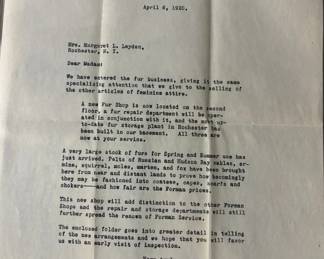 April 6, 1920.
Mrs. Margaret L. Leyden,
Rochester, N. Y.
Dear Madam:
We have entered the fur business, giving it the same
specializing attention that we give to the selling of
the other articles of feminine attire.
A new Fur Shop is now located on the second
floor, a fur repair department will be oper-
ated in conjunction with it, and the most up-
to-date fur storage plant in Rochester has
been built in our basement. All three are
now at your service.
A very large stock of furs for Spring and Summer use has
just arrived. Pelts of Russian and Hudson Bay sables, er-
mine, squirrel, moles, marten, and fox have been brought
here from near and distant lands to prove how becomingly
they may be fashioned into coatees, capes, scarfs and
chokers---and how fair are the Forman prices.
This new shop will add distinction to the other Forman
Shops and the repair and storage departments will still
further spread the renown of Forman Service.
The enclosed folder goes into greater detail in telling
of the new arrangements and we hope that you will favor
us with an early visit of inspection.